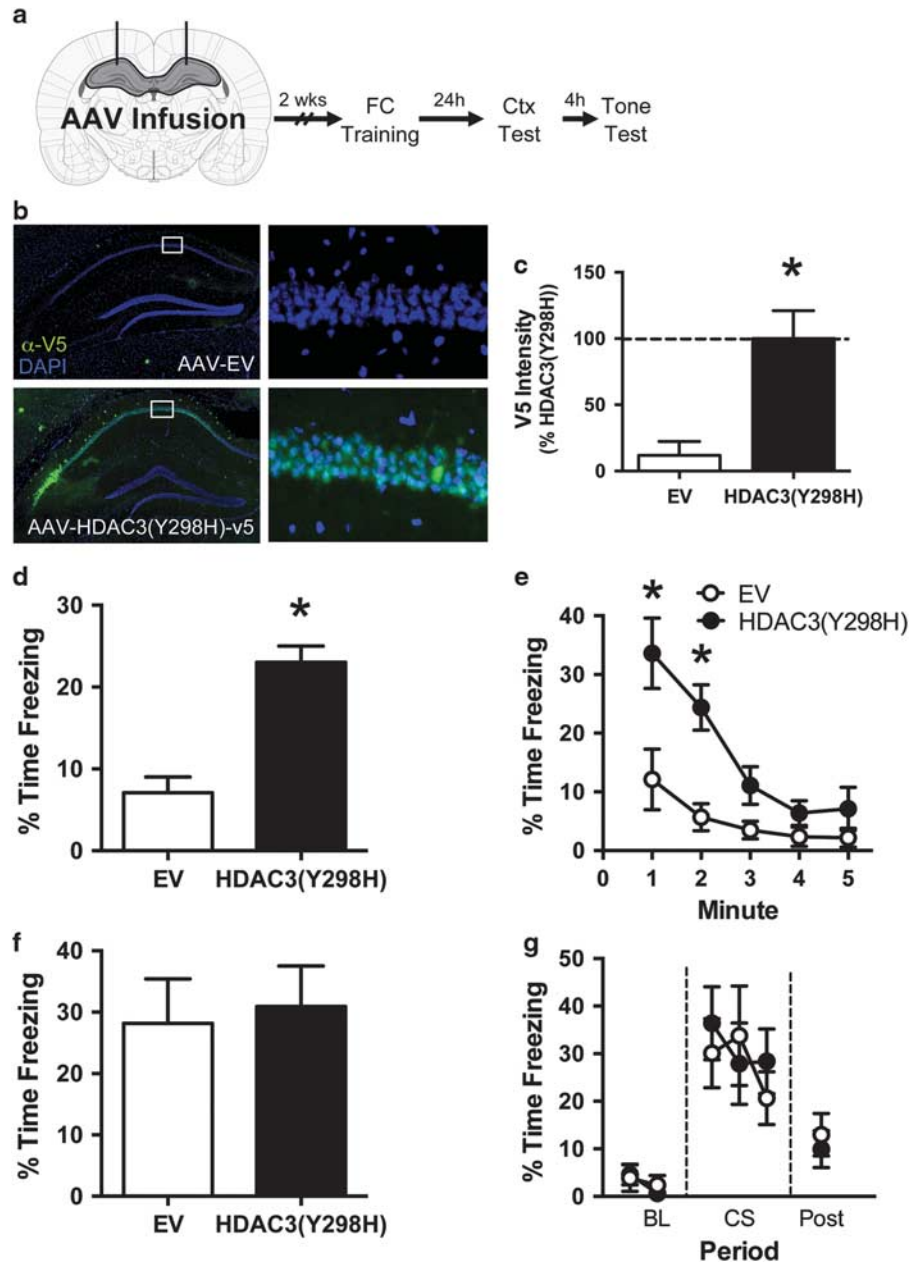 a
AAV Infusion
2 wks
FC
Training
24h
Ctx
Test
4h
Tone
Test
b
α-V5
DAPI
AAV-EV
AAV-HDAC3(Y298H)-v5
c
*
V5 Intensity
(% HDAC3(Y298H))
150
100
50
0
EV
HDAC3(Y298H)
d
*
% Time Freezing
30
20
10
0
EV
HDAC3(Y298H)
e
EV
HDAC3(Y298H)
*
*
% Time Freezing
40
30
20
10
0
0 1 2 3 4 5
Minute
f
% Time Freezing
40
30
20
10
0
EV
HDAC3(Y298H)
g
% Time Freezing
50
40
30
20
10
0
BL CS Post
Period